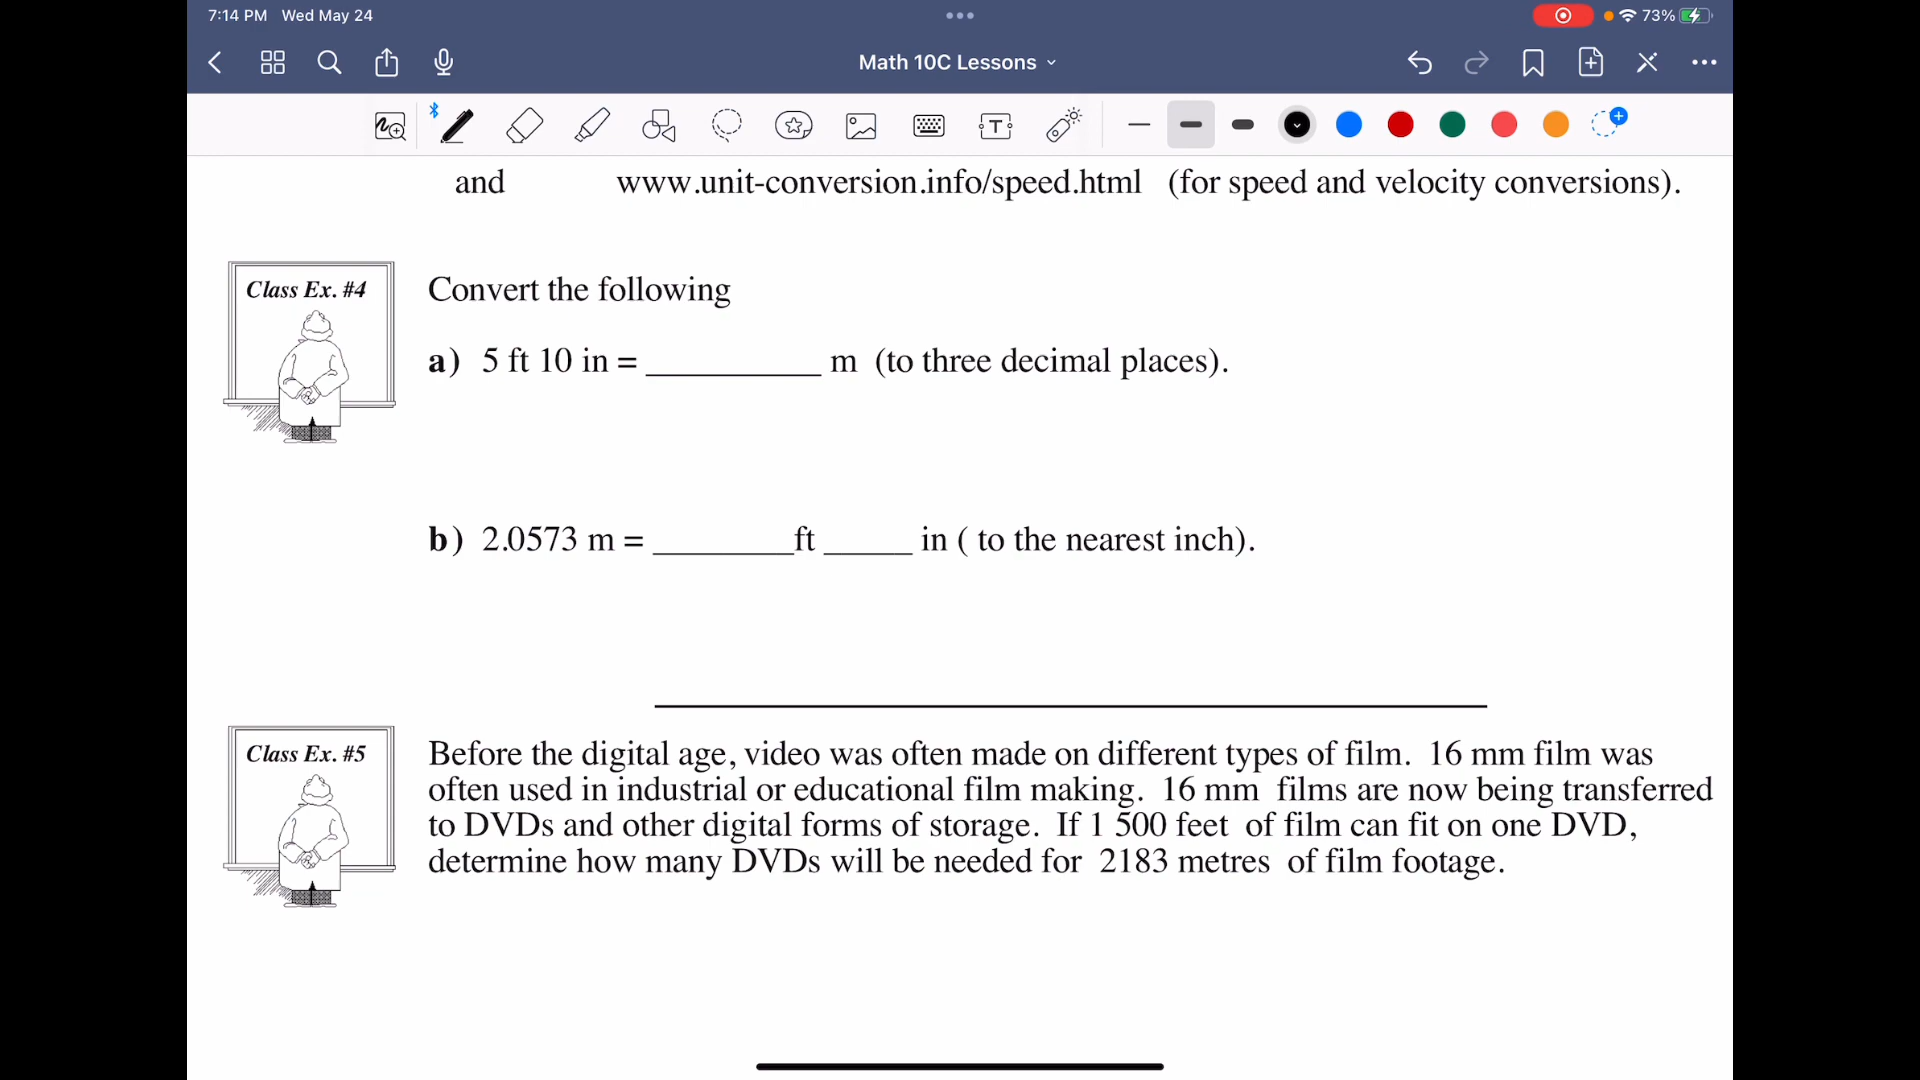 7:14 PM Wed May 24
73%
Math 10C Lessons
T
and www.unit-conversion.info/speed.html (for speed and velocity conversions).
Class Ex. #4
Convert the following
a) 5 ft 10 in = __________ m (to three decimal places).
b) 2.0573 m = ________ft _____ in ( to the nearest inch).
Class Ex. #5
Before the digital age, video was often made on different types of film. 16 mm film was
often used in industrial or educational film making. 16 mm films are now being transferred
to DVDs and other digital forms of storage. If 1 500 feet of film can fit on one DVD,
determine how many DVDs will be needed for 2183 metres of film footage.